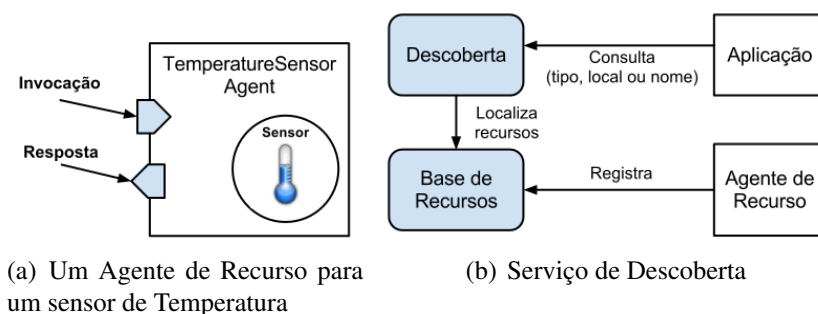 TemperatureSensor
Agent
Invocação
Resposta
Sensor
(a) Um Agente de Recurso para
um sensor de Temperatura
Descoberta
Consulta
(tipo, local ou nome)
Aplicação
Localiza
recursos
Base de
Recursos
Registra
Agente de
Recurso
(b) Serviço de Descoberta